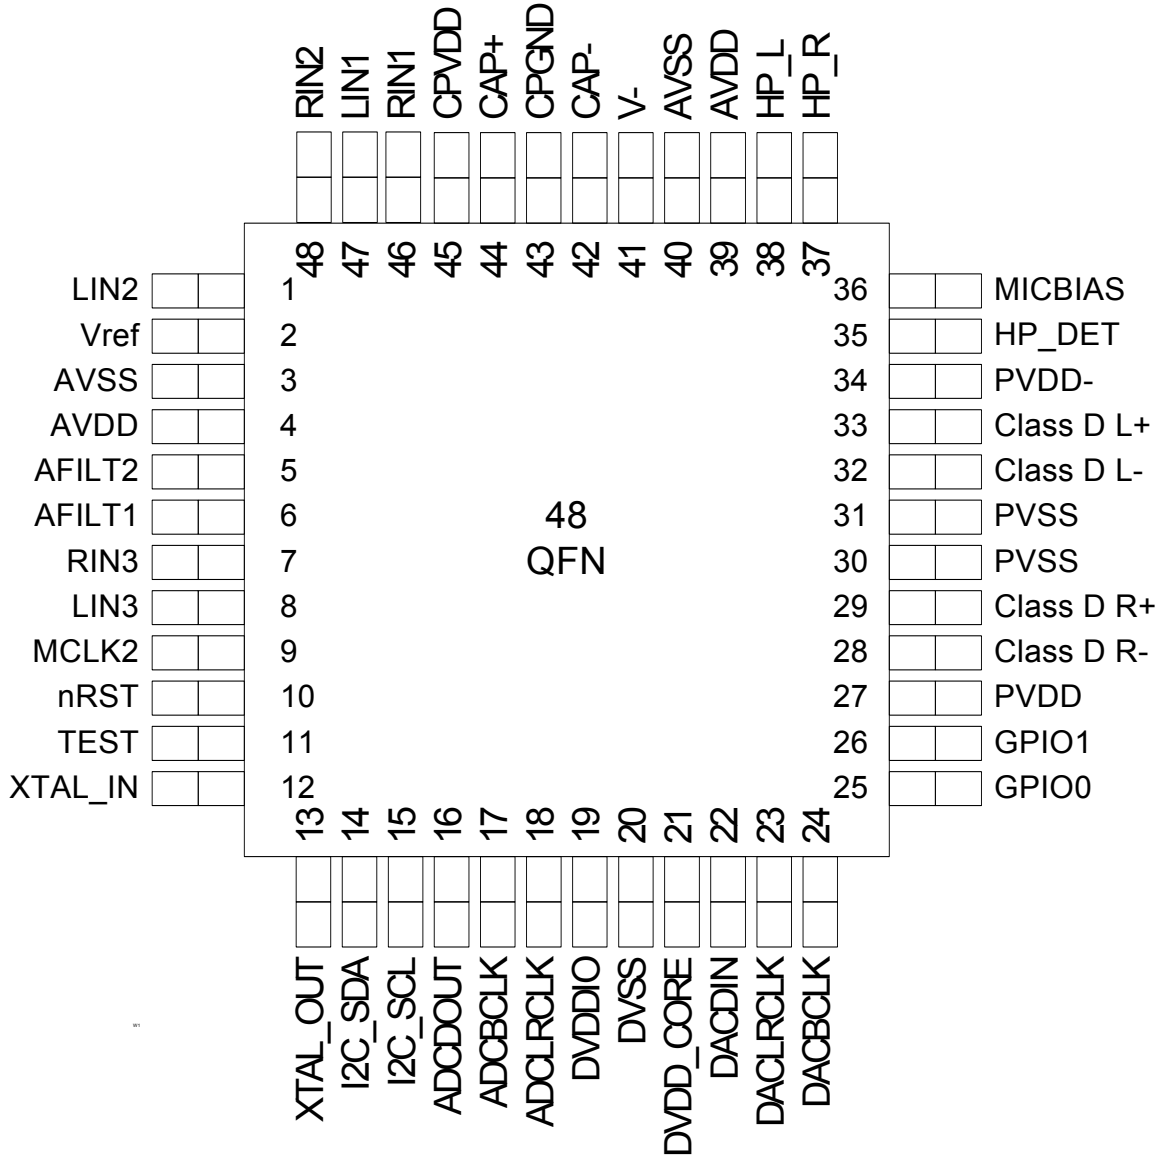 RIN2
LIN1
RIN1
CPVDD
CAP+
CPGND
CAP-
V-
AVSS
AVDD
HP_L
HP_R
48
47
46
45
44
43
42
41
40
39
38
37
LIN2 1 36 MICBIAS
Vref 2 35 HP_DET
AVSS 3 34 PVDD-
AVDD 4 33 Class D L+
AFILT2 5 32 Class D L-
AFILT1 6 31 PVSS
RIN3 7 30 PVSS
LIN3 8 29 Class D R+
MCLK2 9 28 Class D R-
nRST 10 27 PVDD
TEST 11 26 GPIO1
XTAL_IN 12 25 GPIO0
48
QFN
13
14
15
16
17
18
19
20
21
22
23
24
XTAL_OUT
I2C_SDA
I2C_SCL
ADCDOUT
ADCBCLK
ADCLRCLK
DVDDIO
DVSS
DVDD_CORE
DACDIN
DACLRCLK
DACBCLK